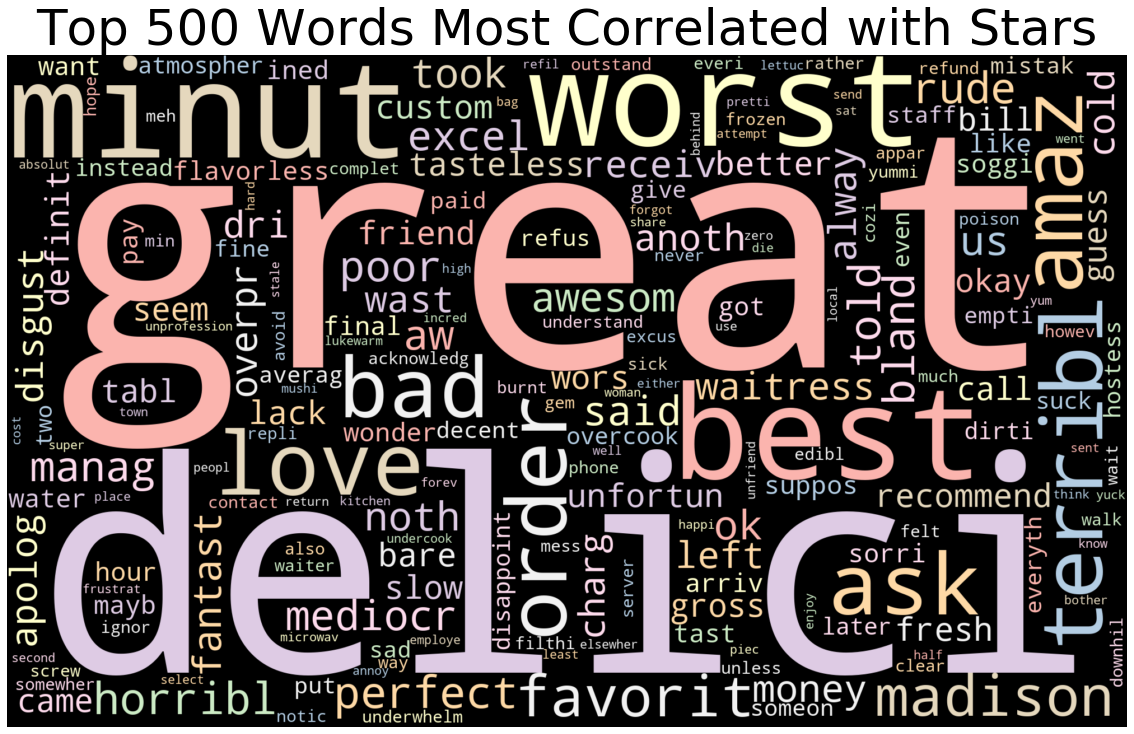 Top 500 Words Most Correlated with Stars
want atmospher ined took refil outstand everi lettuc rather refund mistak
minut hope meh custom bag worst pretti send sat frozen attempt behind rude staff bill cold
absolut instead flavorless complet excel tasteless receiv better alway appar yummi like went soggi amaz
great
definit hard dri paid friend give forgot share refus anoth never zero die cozi even poison us guess
pay min fine poor high wast awesom got use local told bland okay empti yum
disgust seem unprofession overpr stale avoid final lukewarm aw incred understand excus howev
tabl town averag mushi acknowledg bad burnt wors sick either woman gem waitress much call hostess terribl
cost two super lack repli wonder decent order said overcook well best edibl dirti suck
manag peopl love forev phone unfortun unfriend suppos recommend sent wait think yuck
water place contact return kitchen noth undercook
delici
apolog hour fantast also waiter bare mess disappoint charg happi ok left felt sorri everyth walk know
frustrat mayb ignor slow server arriv gross ask enjoy later fresh bother
mediocr microwav employe sad filthi elsewher tast piec downhil
second screw somewher select way annoy least unless clear half
came horribl put notic perfect underwhelm favorit money someon madison